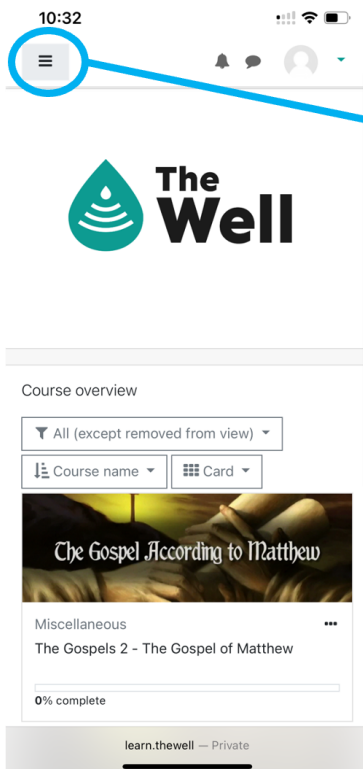 10:32
The
Well
Course overview
All (except removed from view)
Course name
Card
The Gospel According to Matthew
Miscellaneous
The Gospels 2 - The Gospel of Matthew
0% complete
learn.thewell — Private